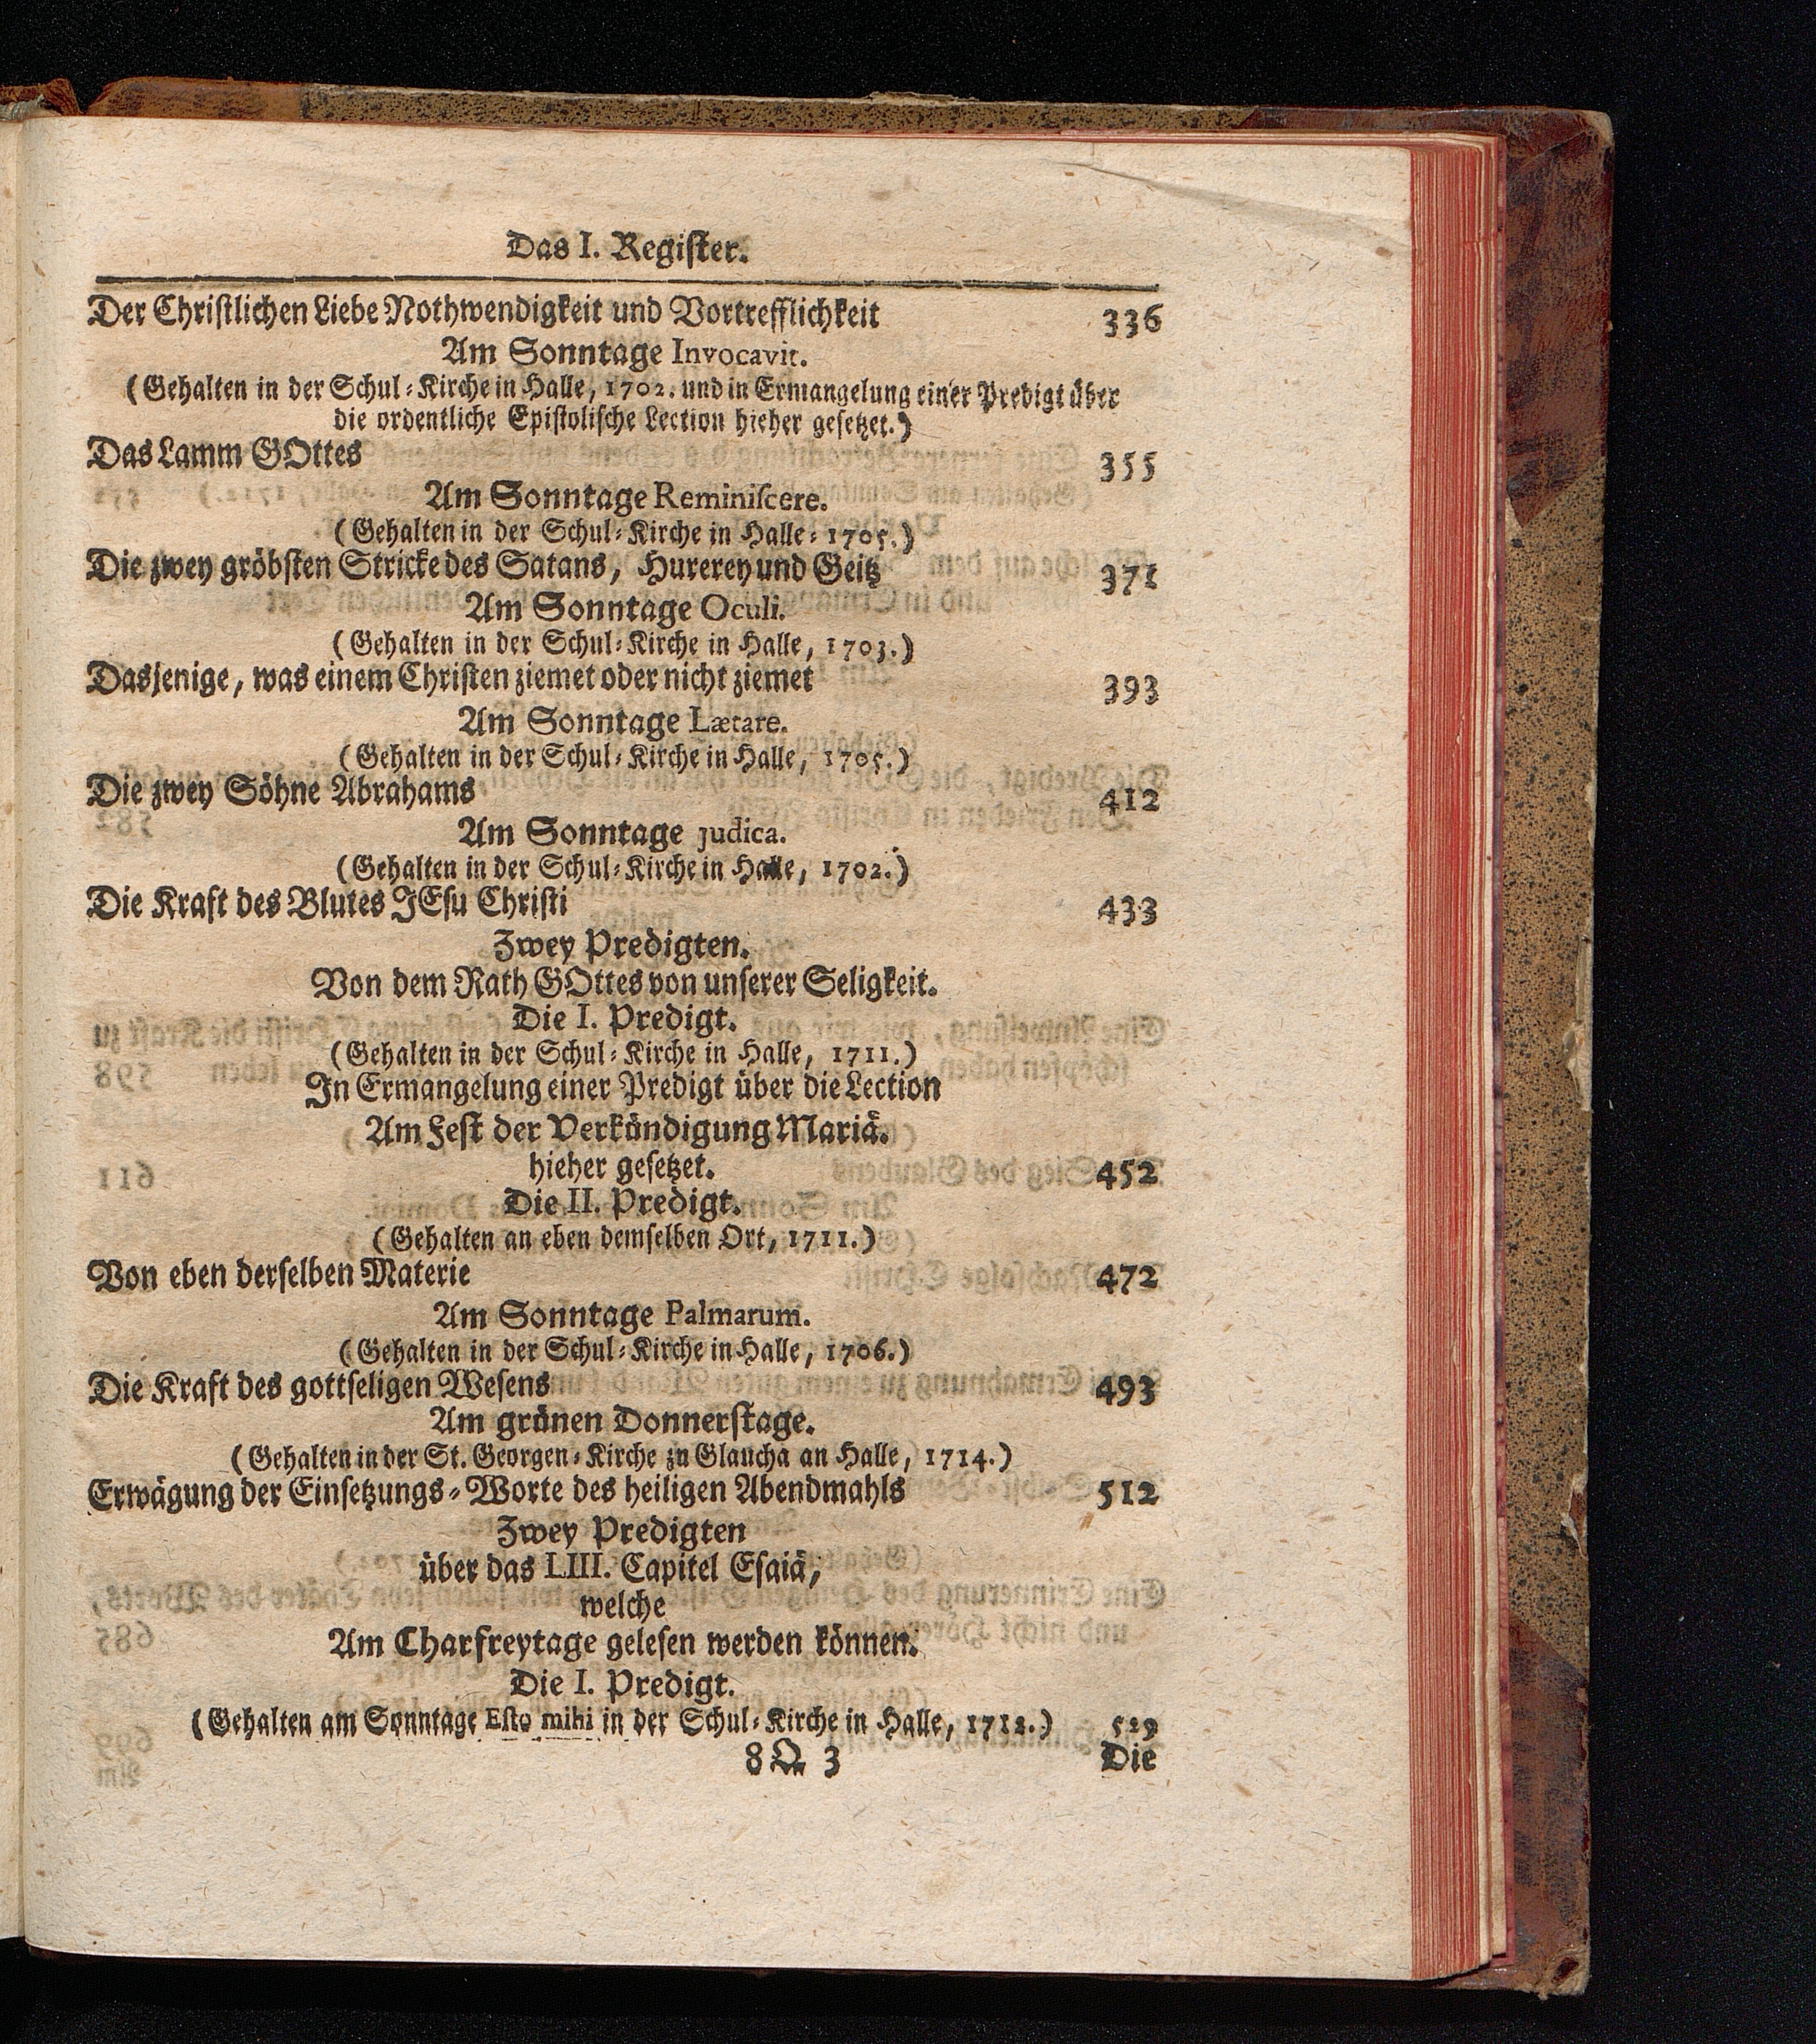 Das I. Register.
Der Christlichen Liebe Nothwendigkeit und Vortrefflichkeit 336
Am Sonntage Invocavit.
(Gehalten in der Schul-Kirche in Halle, 1702. und in Ermangelung einer Predigt über
die ordentliche Epistolische Lection hieher gesetzet.)
Das Lamm GOttes 355
Am Sonntage Reminiscere.
(Gehalten in der Schul-Kirche in Halle- 1705.)
Die zwey gröbsten Stricke des Satans, Hurerey und Geitz 371
Am Sonntage Oculi.
(Gehalten in der Schul-Kirche in Halle, 1703.)
Dasjenige, was einem Christen ziemet oder nicht ziemet 393
Am Sonntage Lætare.
(Gehalten in der Schul-Kirche in Halle, 1705.)
Die zwey Söhne Abrahams 412
Am Sonntage Judica.
(Gehalten in der Schul-Kirche in Halle, 1702.)
Die Kraft des Blutes JEsu Christi 433
Zwey Predigten.
Von dem Rath GOttes von unserer Seligkeit.
Die I. Predigt.
(Gehalten in der Schul-Kirche in Halle, 1711.)
In Ermangelung einer Predigt über die Lection
Am Fest der Verkündigung Mariä.
hieher gesetzet. 452
Die II. Predigt.
(Gehalten an eben demselben Ort, 1711.)
Von eben derselben Materie 472
Am Sonntage Palmarum.
(Gehalten in der Schul-Kirche in Halle, 1706.)
Die Kraft des gottseligen Wesens 493
Am grünen Donnerstage.
(Gehalten in der St. Georgen-Kirche zu Glaucha an Halle, 1714.)
Erwägung der Einsetzungs-Worte des heiligen Abendmahls 512
Zwey Predigten
über das LIII. Capitel Esaiä,
welche
Am Charfreytage gelesen werden können.
Die I. Predigt.
(Gehalten am Sonntage Esto mihi in der Schul-Kirche in Halle, 1712.) 529
8 Q 3 Die